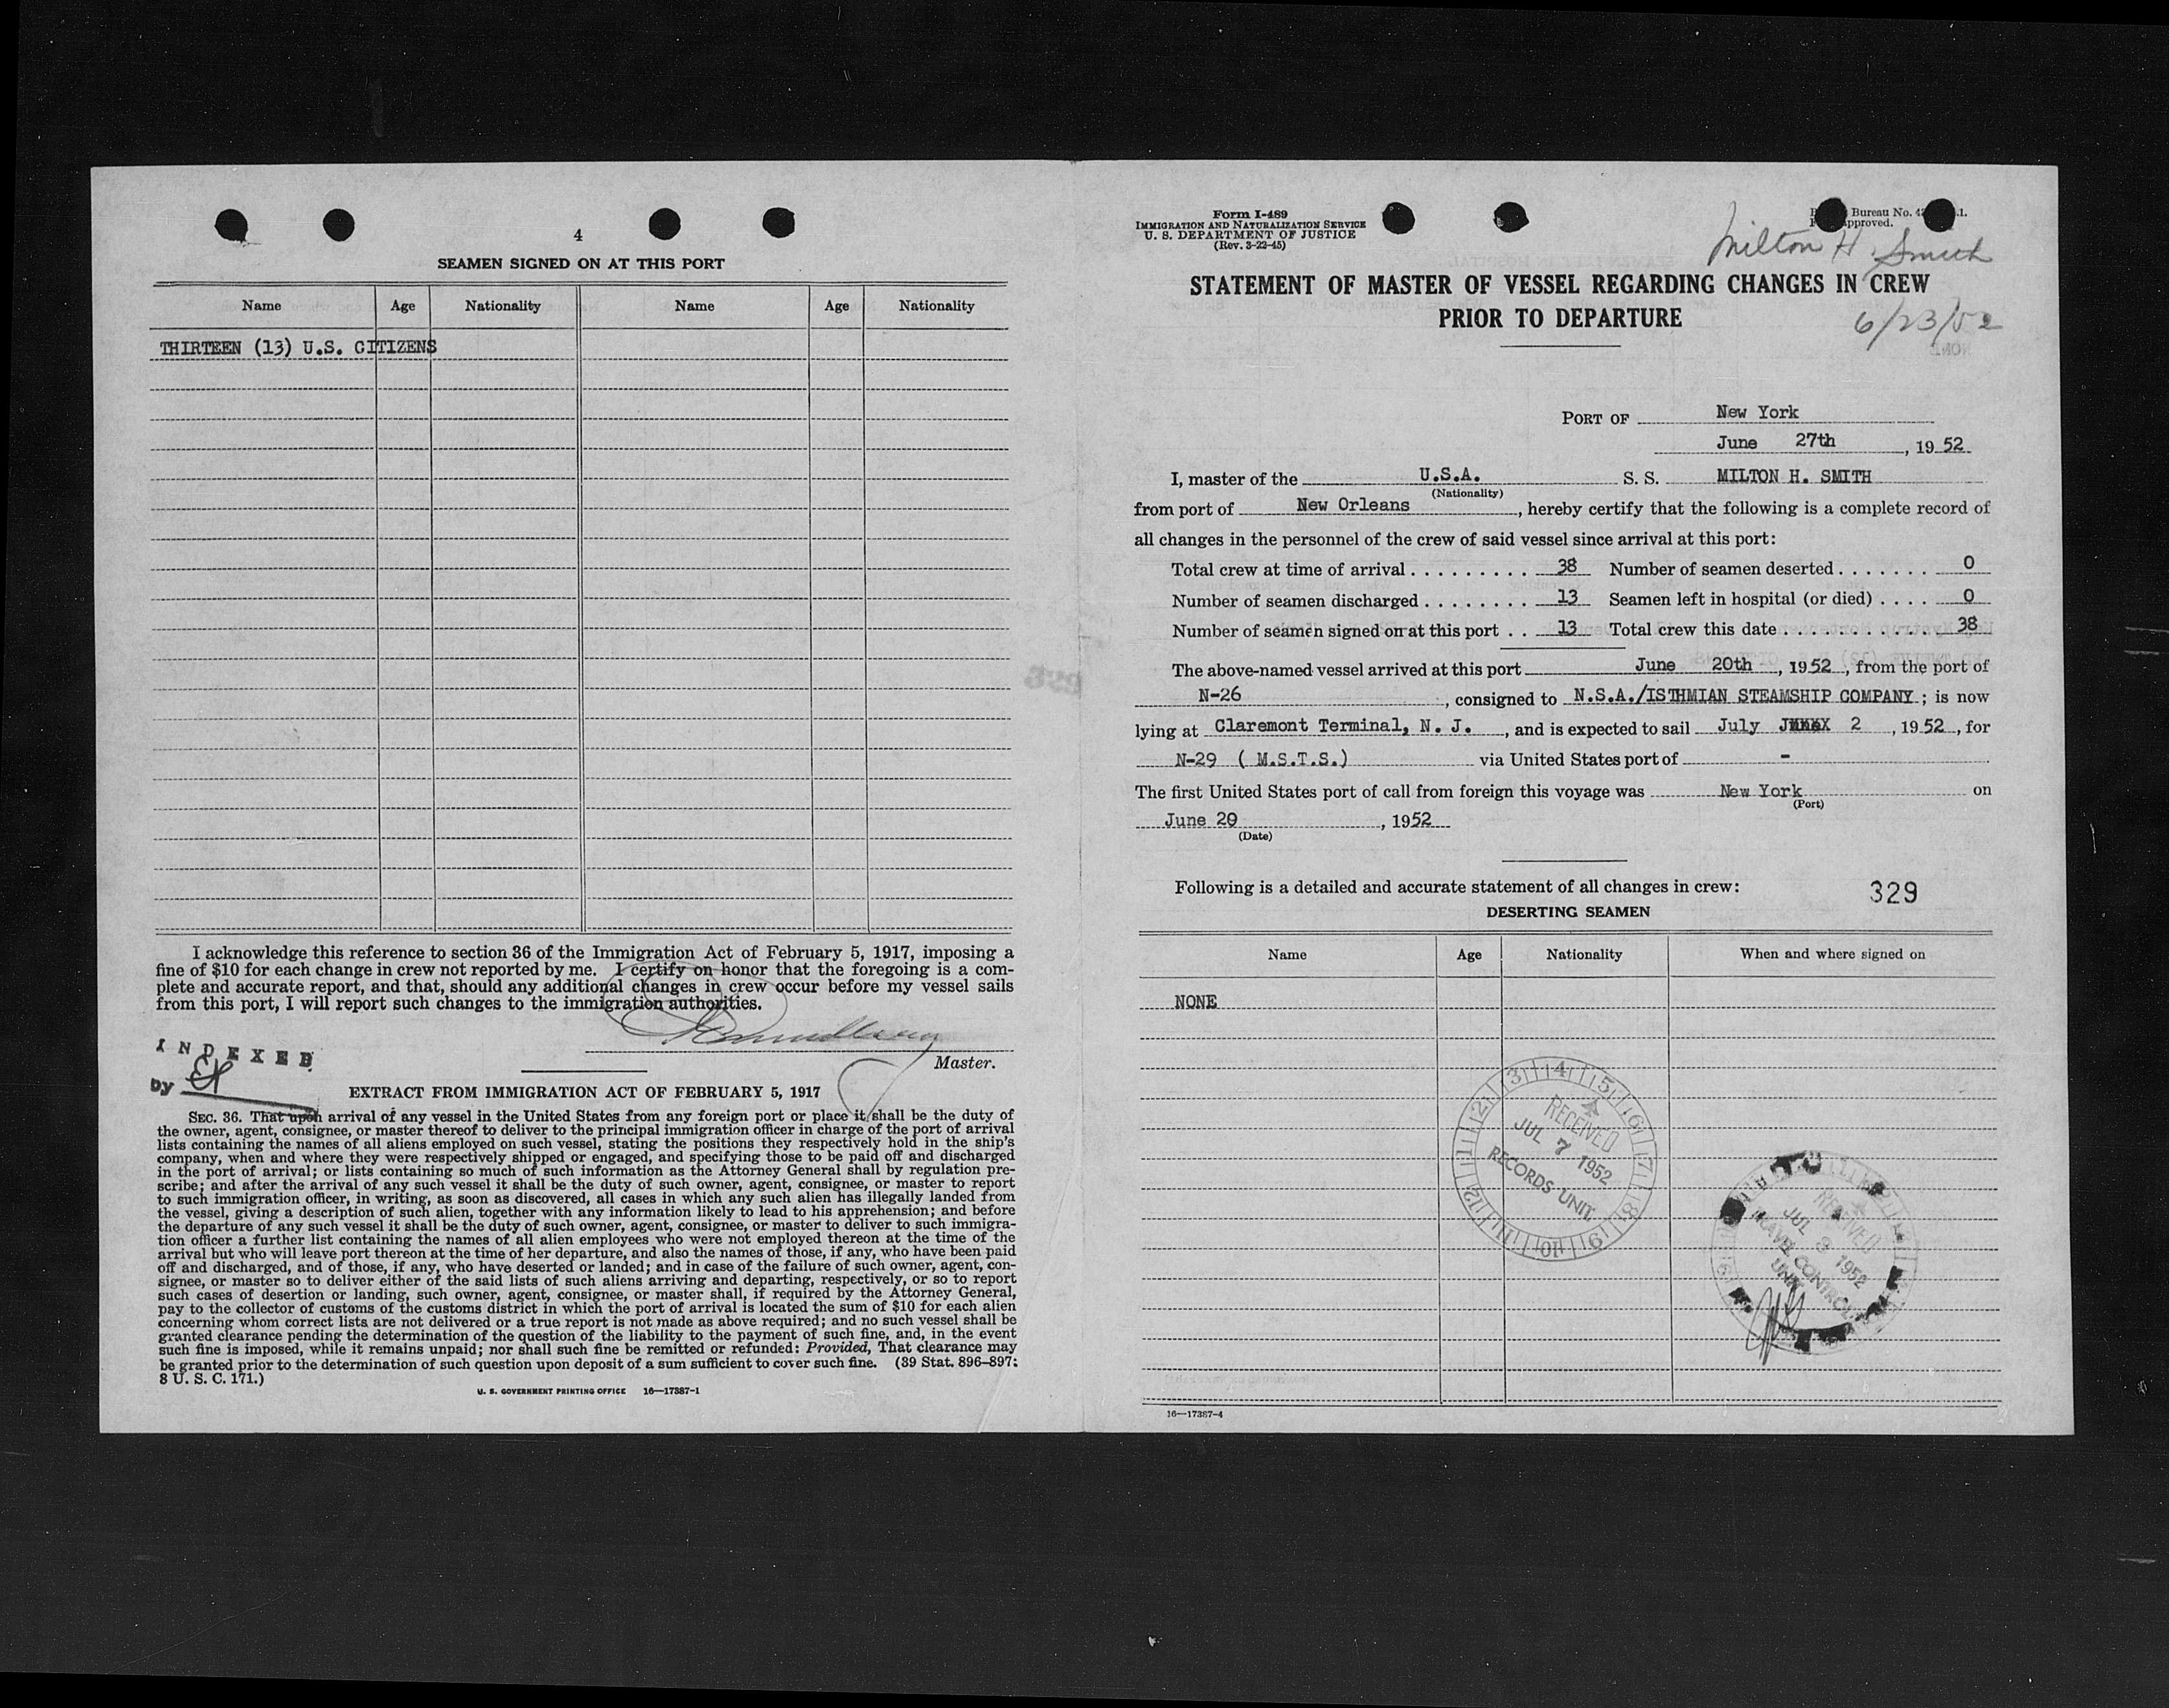 4
SEAMEN SIGNED ON AT THIS PORT
Name Age Nationality Name Age Nationality
THIRTEEN (13) U.S. CITIZENS
I acknowledge this reference to section 36 of the Immigration Act of February 5, 1917, imposing a
fine of $10 for each change in crew not reported by me. I certify on honor that the foregoing is a com-
plete and accurate report, and that, should any additional changes in crew occur before my vessel sails
from this port, I will report such changes to the immigration authorities.
Master.
INDEXED
by
EXTRACT FROM IMMIGRATION ACT OF FEBRUARY 5, 1917
SEC. 36. That upon arrival of any vessel in the United States from any foreign port or place it shall be the duty of
the owner, agent, consignee, or master thereof to deliver to the principal immigration officer in charge of the port of arrival
lists containing the names of all aliens employed on such vessel, stating the positions they respectively hold in the ship's
company, when and where they were respectively shipped or engaged, and specifying those to be paid off and discharged
in the port of arrival; or lists containing so much of such information as the Attorney General shall by regulation pre-
scribe; and after the arrival of any such vessel it shall be the duty of such owner, agent, consignee, or master to report
to such immigration officer, in writing, as soon as discovered, all cases in which any such alien has illegally landed from
the vessel, giving a description of such alien, together with any information likely to lead to his apprehension; and before
the departure of any such vessel it shall be the duty of such owner, agent, consignee, or master to deliver to such immigra-
tion officer a further list containing the names of all alien employees who were not employed thereon at the time of the
arrival but who will leave port thereon at the time of her departure, and also the names of those, if any, who have been paid
off and discharged, and of those, if any, who have deserted or landed; and in case of the failure of such owner, agent, con-
signee, or master so to deliver either of the said lists of such aliens arriving and departing, respectively, or so to report
such cases of desertion or landing, such owner, agent, consignee, or master shall, if required by the Attorney General,
pay to the collector of customs of the customs district in which the port of arrival is located the sum of $10 for each alien
concerning whom correct lists are not delivered or a true report is not made as above required; and no such vessel shall be
granted clearance pending the determination of the question of the liability to the payment of such fine, and, in the event
such fine is imposed, while it remains unpaid; nor shall such fine be remitted or refunded: Provided, That clearance may
be granted prior to the determination of such question upon deposit of a sum sufficient to cover such fine. (39 Stat. 896-897;
8 U. S. C. 171.)
U. S. GOVERNMENT PRINTING OFFICE 16—17387-1
Form I-489
IMMIGRATION AND NATURALIZATION SERVICE
U. S. DEPARTMENT OF JUSTICE
(Rev. 3-22-45)
Bureau No.
approved.
Milton H. Smith
STATEMENT OF MASTER OF VESSEL REGARDING CHANGES IN CREW
PRIOR TO DEPARTURE
6/23/52
PORT OF New York
June 27th, 1952
I, master of the U.S.A. S. S. MILTON H. SMITH
(Nationality)
from port of New Orleans, hereby certify that the following is a complete record of
all changes in the personnel of the crew of said vessel since arrival at this port:
Total crew at time of arrival . . . . . . . . . 38 Number of seamen deserted . . . . . . . 0
Number of seamen discharged . . . . . . . . 13 Seamen left in hospital (or died) . . . . 0
Number of seamen signed on at this port . . 13 Total crew this date . . . . . . . . . . . . 38
The above-named vessel arrived at this port June 20th, 1952, from the port of
N-26, consigned to N.S.A./ISTHMIAN STEAMSHIP COMPANY; is now
lying at Claremont Terminal, N. J., and is expected to sail July 2, 1952, for
N-29 ( M.S.T.S.) via United States port of -
The first United States port of call from foreign this voyage was New York on
(Port)
June 20, 1952
(Date)
Following is a detailed and accurate statement of all changes in crew:
329
DESERTING SEAMEN
Name Age Nationality When and where signed on
NONE
1 2 3 4 5 6 7 8 9 10 11 12
RECEIVED
JUL 7 1952
RECORDS UNIT
RECEIVED
JUL 3 1952
CONTROL
UNIT
16—17387-4